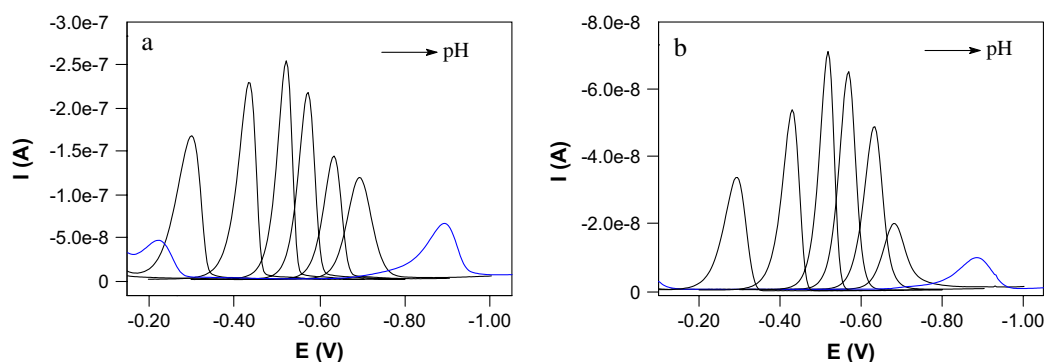 a
pH
I (A)
-3.0e-7
-2.5e-7
-2.0e-7
-1.5e-7
-1.0e-7
-5.0e-8
0
-0.20 -0.40 -0.60 -0.80 -1.00
E (V)
b
pH
I (A)
-8.0e-8
-6.0e-8
-4.0e-8
-2.0e-8
0
-0.20 -0.40 -0.60 -0.80 -1.00
E (V)